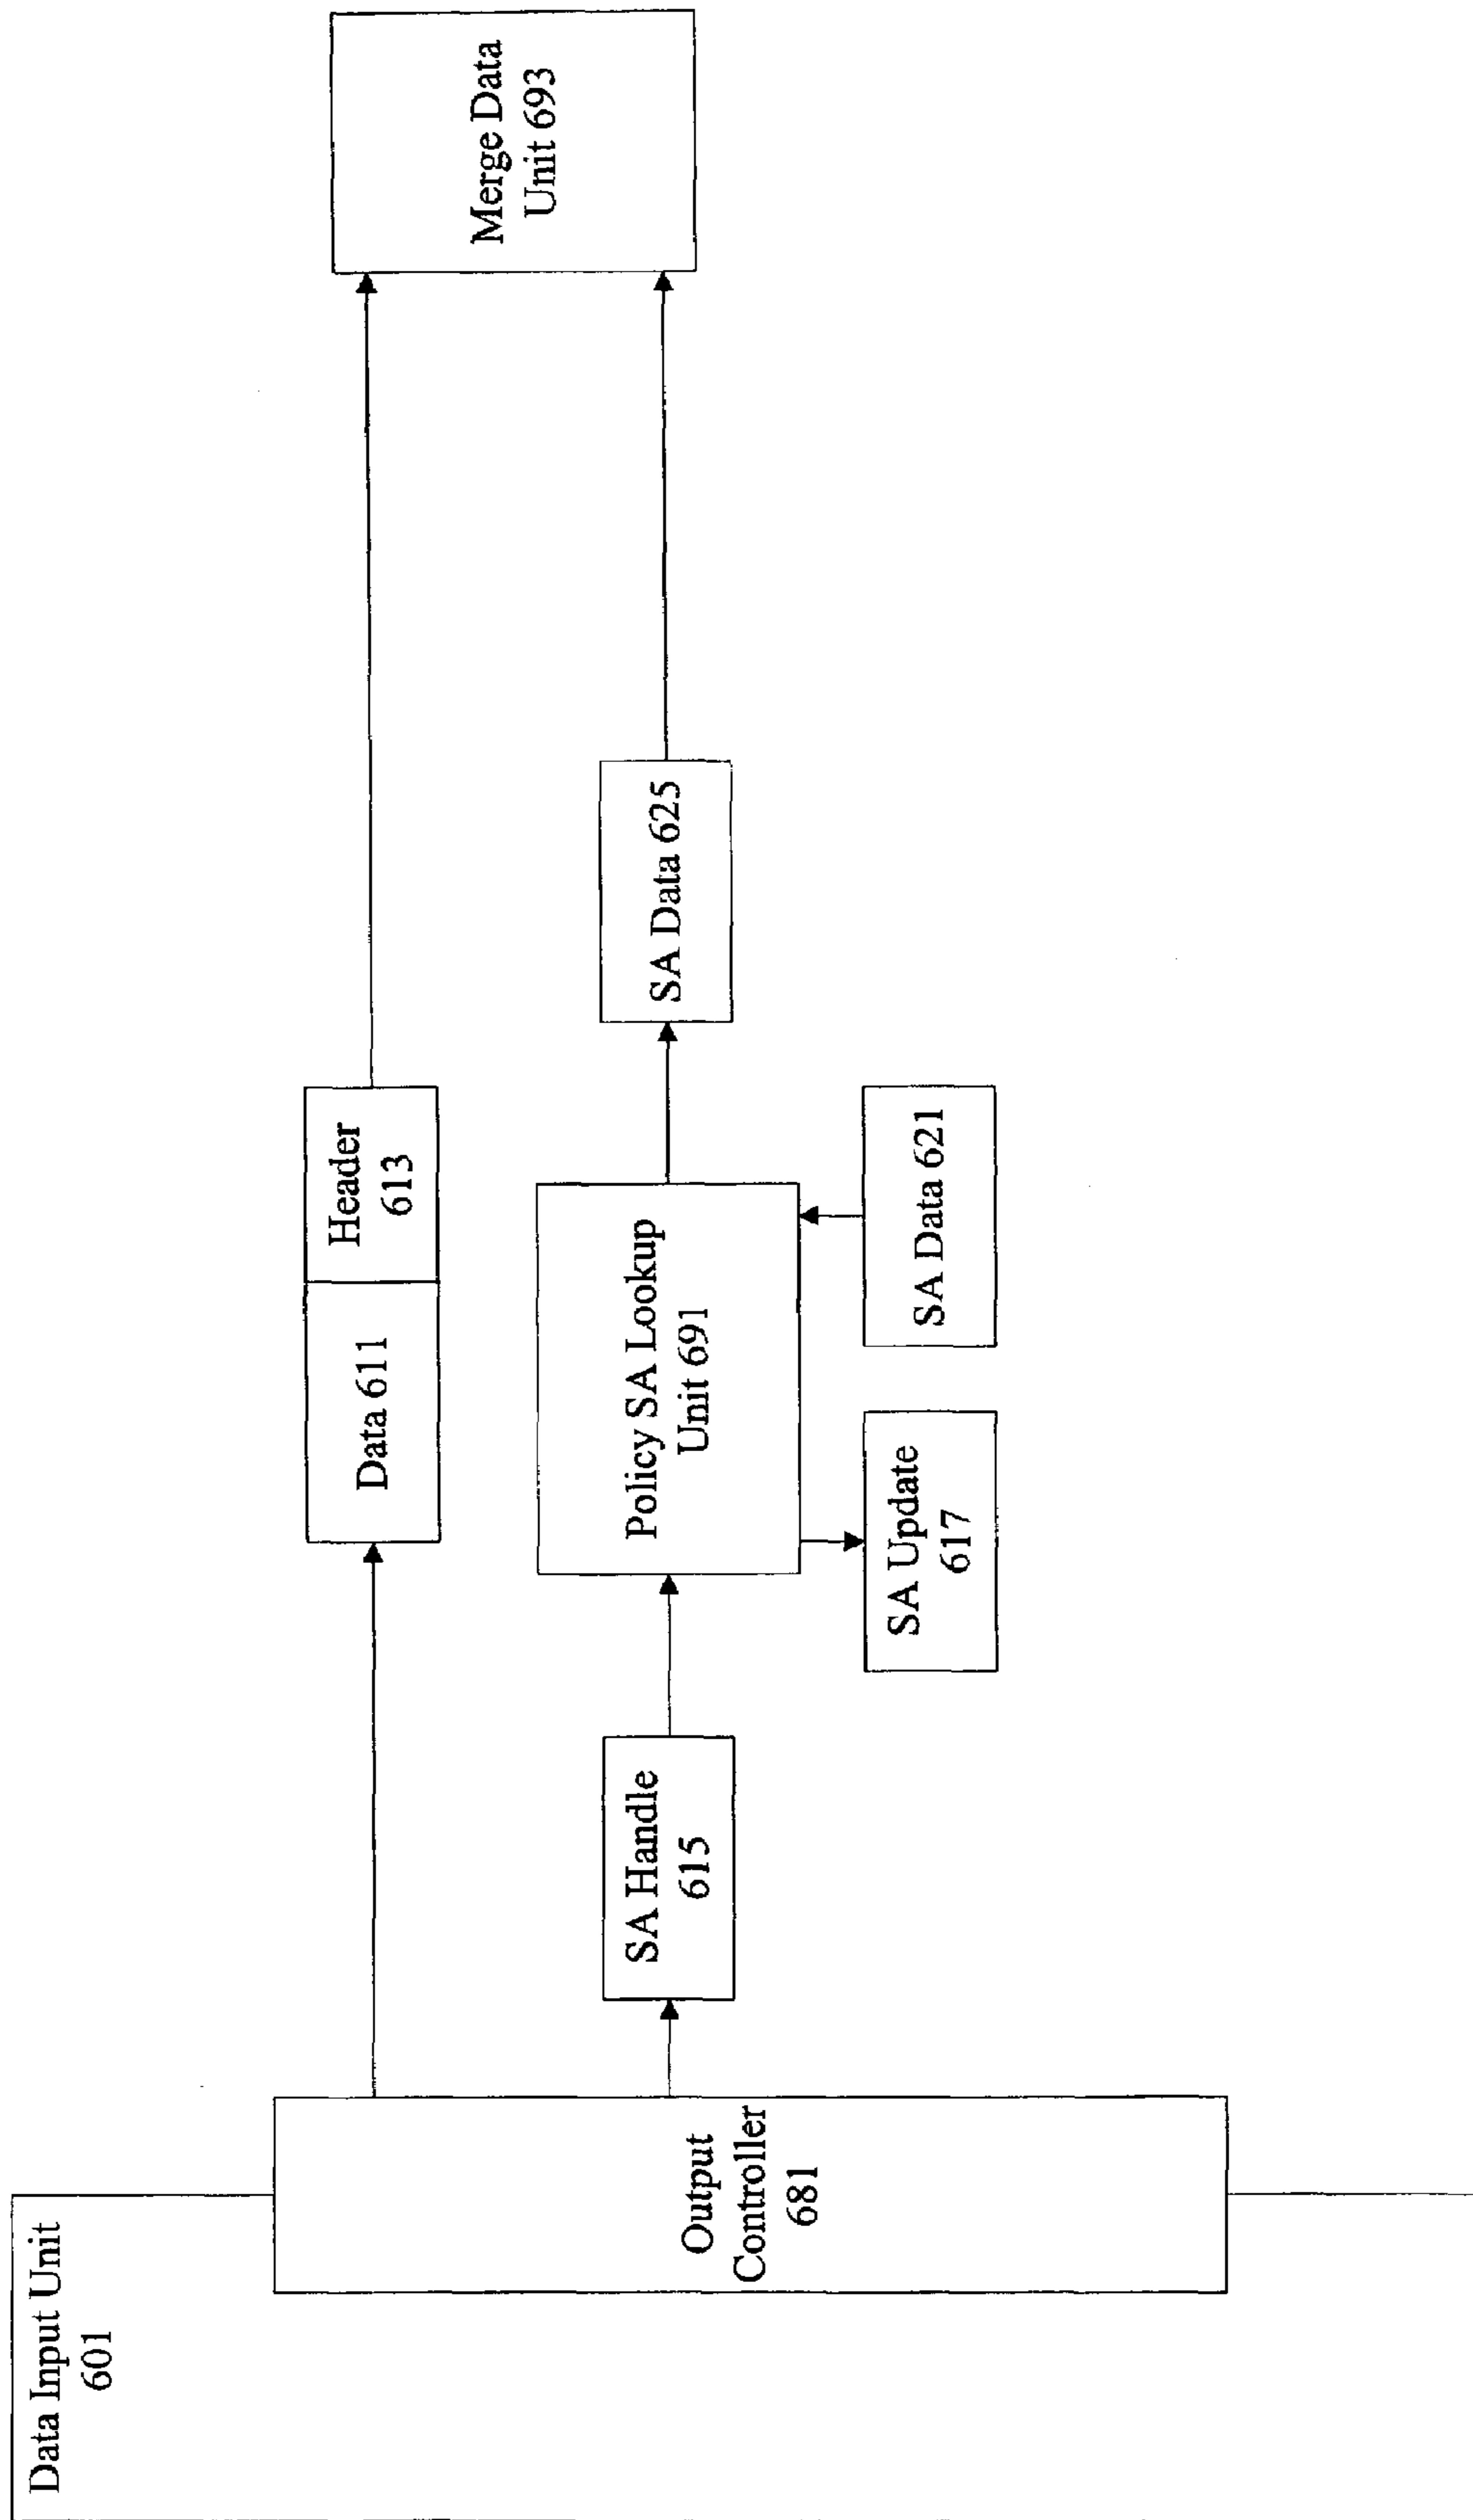 Data Input Unit
601
Output
Controller
681
Data 611
Header
613
SA Handle
615
Policy SA Lookup
Unit 691
SA Update
617
SA Data 621
SA Data 625
Merge Data
Unit 693